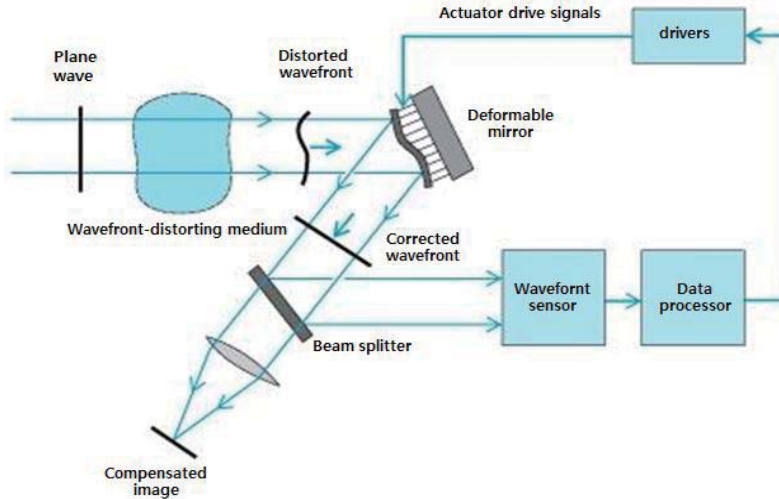 Actuator drive signals
drivers
Plane
wave
Distorted
wavefront
Deformable
mirror
Wavefront-distorting medium
Corrected
wavefront
Wavefornt
sensor
Data
processor
Beam splitter
Compensated
image